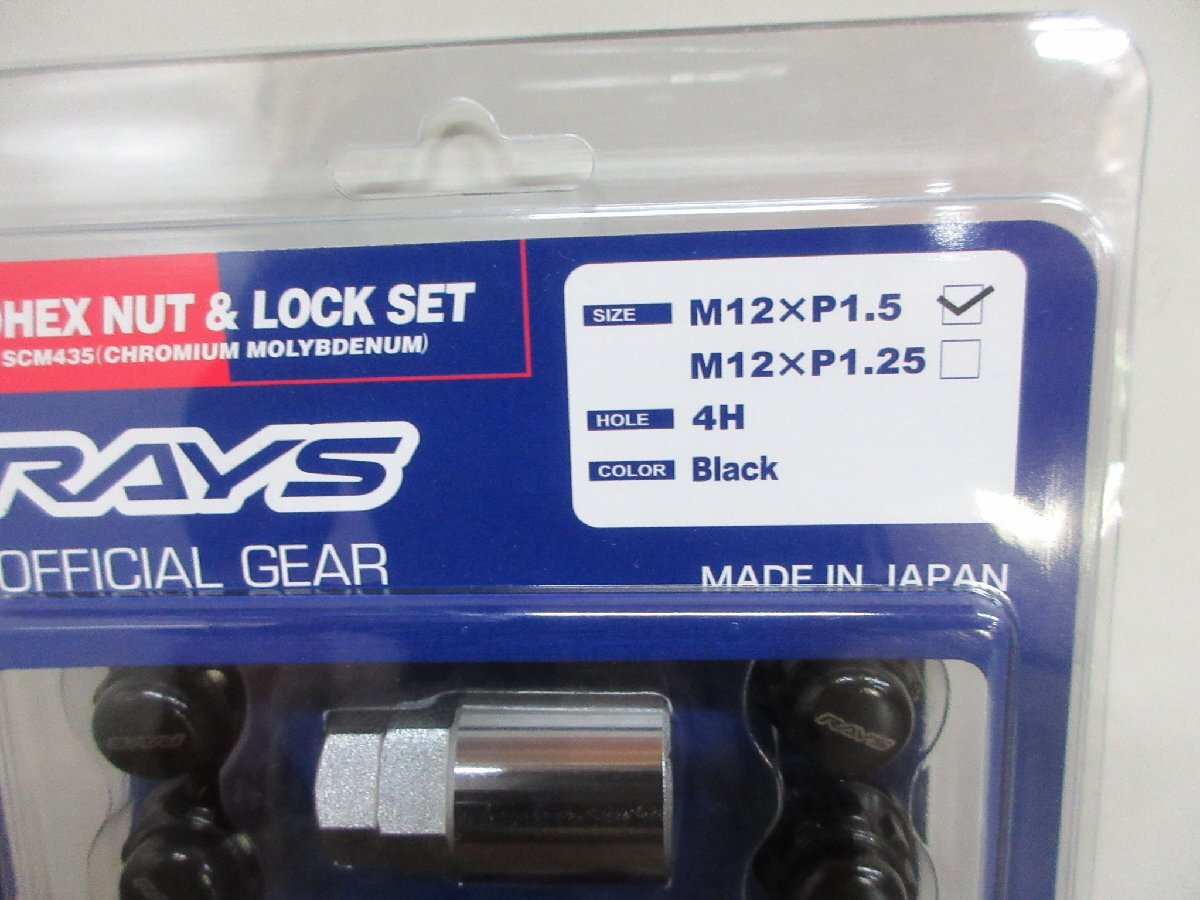 HEX NUT & LOCK SET
SCM435(CHROMIUM MOLYBDENUM)
RAYS
OFFICIAL GEAR
SIZE M12×P1.5
M12×P1.25
HOLE 4H
COLOR Black
MADE IN JAPAN
RAYS